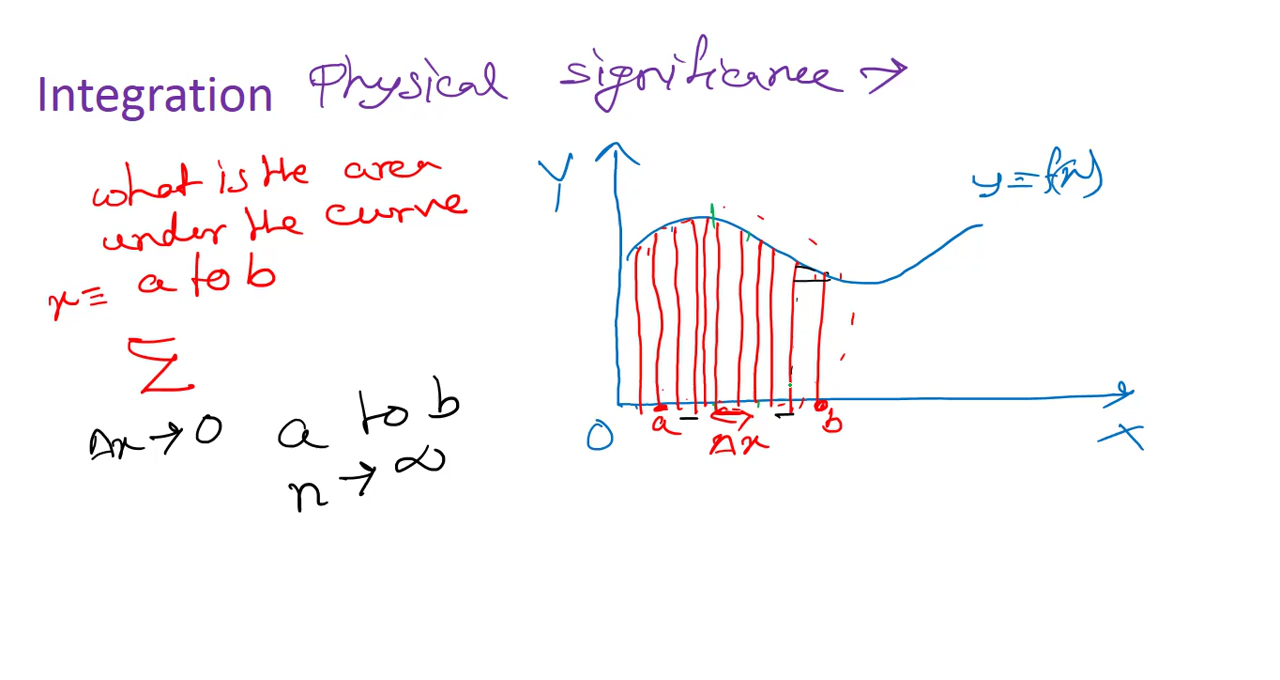 Integration Physical significance →
what is the area
under the curve
x = a to b
Σ
Δx → 0 a to b
n → ∞
Y
y = f(x)
O
a
Δx
b
X